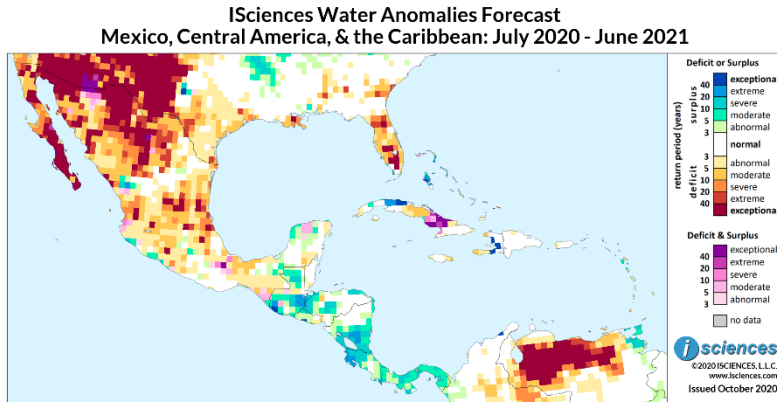 ISciences Water Anomalies Forecast
Mexico, Central America, & the Caribbean: July 2020 - June 2021
Deficit or Surplus
return period (years)
surplus
deficit
exceptiona
40
extreme
20
severe
10
moderate
5
abnormal
3
normal
3
abnormal
5
moderate
10
severe
20
extreme
40
exceptiona
Deficit & Surplus
exceptional
40
extreme
20
severe
10
moderate
5
abnormal
3
no data
i sciences
©2020 ISCIENCES, L.L.C.
www.isciences.com
Issued October 2020